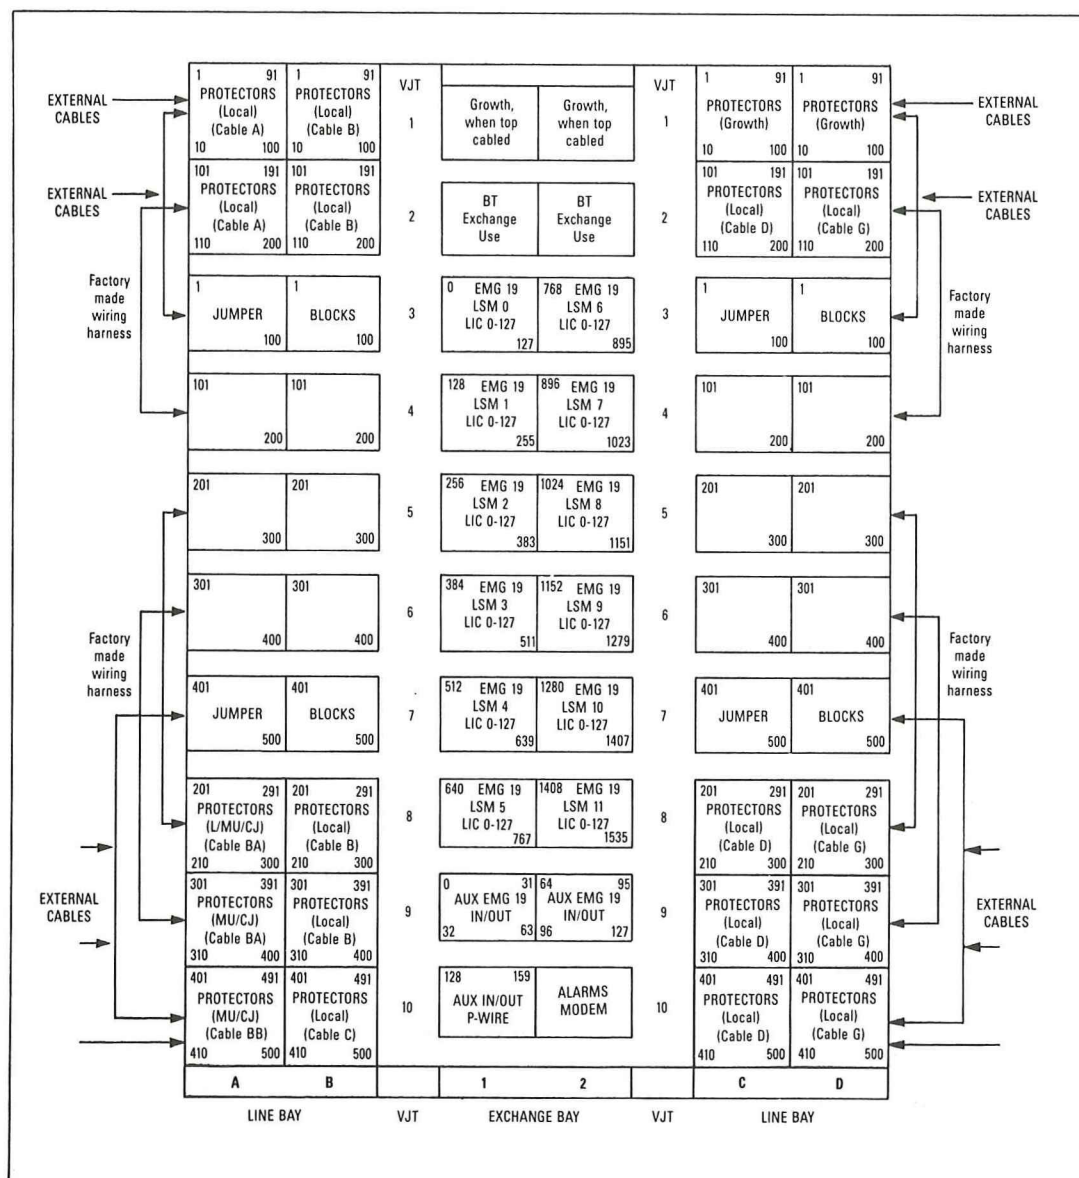 1 91 1 91 VJT VJT 1 91 1 91
EXTERNAL CABLES PROTECTORS (Local) (Cable A) PROTECTORS (Local) (Cable B) 1 Growth, when top cabled Growth, when top cabled 1 PROTECTORS (Growth) PROTECTORS (Growth) EXTERNAL CABLES
10 100 10 100 10 100 10 100
101 191 101 191 101 191 101 191
EXTERNAL CABLES PROTECTORS (Local) (Cable A) PROTECTORS (Local) (Cable B) 2 BT Exchange Use BT Exchange Use 2 PROTECTORS (Local) (Cable D) PROTECTORS (Local) (Cable G) EXTERNAL CABLES
110 200 110 200 110 200 110 200
Factory made wiring harness Factory made wiring harness
1 1 0 EMG 19 768 EMG 19 1 1
JUMPER BLOCKS 3 LSM 0 LSM 6 3 JUMPER BLOCKS
LIC 0-127 LIC 0-127
100 100 127 895 100 100
101 101 128 EMG 19 896 EMG 19 101 101
4 LSM 1 LSM 7 4
LIC 0-127 LIC 0-127
200 200 255 1023 200 200
201 201 256 EMG 19 1024 EMG 19 201 201
5 LSM 2 LSM 8 5
LIC 0-127 LIC 0-127
300 300 383 1151 300 300
301 301 384 EMG 19 1152 EMG 19 301 301
6 LSM 3 LSM 9 6
LIC 0-127 LIC 0-127
400 400 511 1279 400 400
Factory made wiring harness Factory made wiring harness
401 401 512 EMG 19 1280 EMG 19 401 401
JUMPER BLOCKS 7 LSM 4 LSM 10 7 JUMPER BLOCKS
LIC 0-127 LIC 0-127
500 500 639 1407 500 500
201 291 201 291 640 EMG 19 1408 EMG 19 201 291 201 291
PROTECTORS (L/MU/CJ) (Cable BA) PROTECTORS (Local) (Cable B) 8 LSM 5 LIC 0-127 LSM 11 LIC 0-127 8 PROTECTORS (Local) (Cable D) PROTECTORS (Local) (Cable G)
210 300 210 300 767 1535 210 300 210 300
301 391 301 391 0 31 64 95 301 391 301 391
EXTERNAL CABLES PROTECTORS (MU/CJ) (Cable BA) PROTECTORS (Local) (Cable B) 9 AUX EMG 19 IN/OUT AUX EMG 19 IN/OUT 9 PROTECTORS (Local) (Cable D) PROTECTORS (Local) (Cable G) EXTERNAL CABLES
310 400 310 400 32 63 96 127 310 400 310 400
401 491 401 491 128 159 401 491 401 491
PROTECTORS (MU/CJ) (Cable BB) PROTECTORS (Local) (Cable C) 10 AUX IN/OUT P-WIRE ALARMS MODEM 10 PROTECTORS (Local) (Cable D) PROTECTORS (Local) (Cable G)
410 500 410 500 410 500 410 500
A B 1 2 C D
LINE BAY VJT EXCHANGE BAY VJT LINE BAY